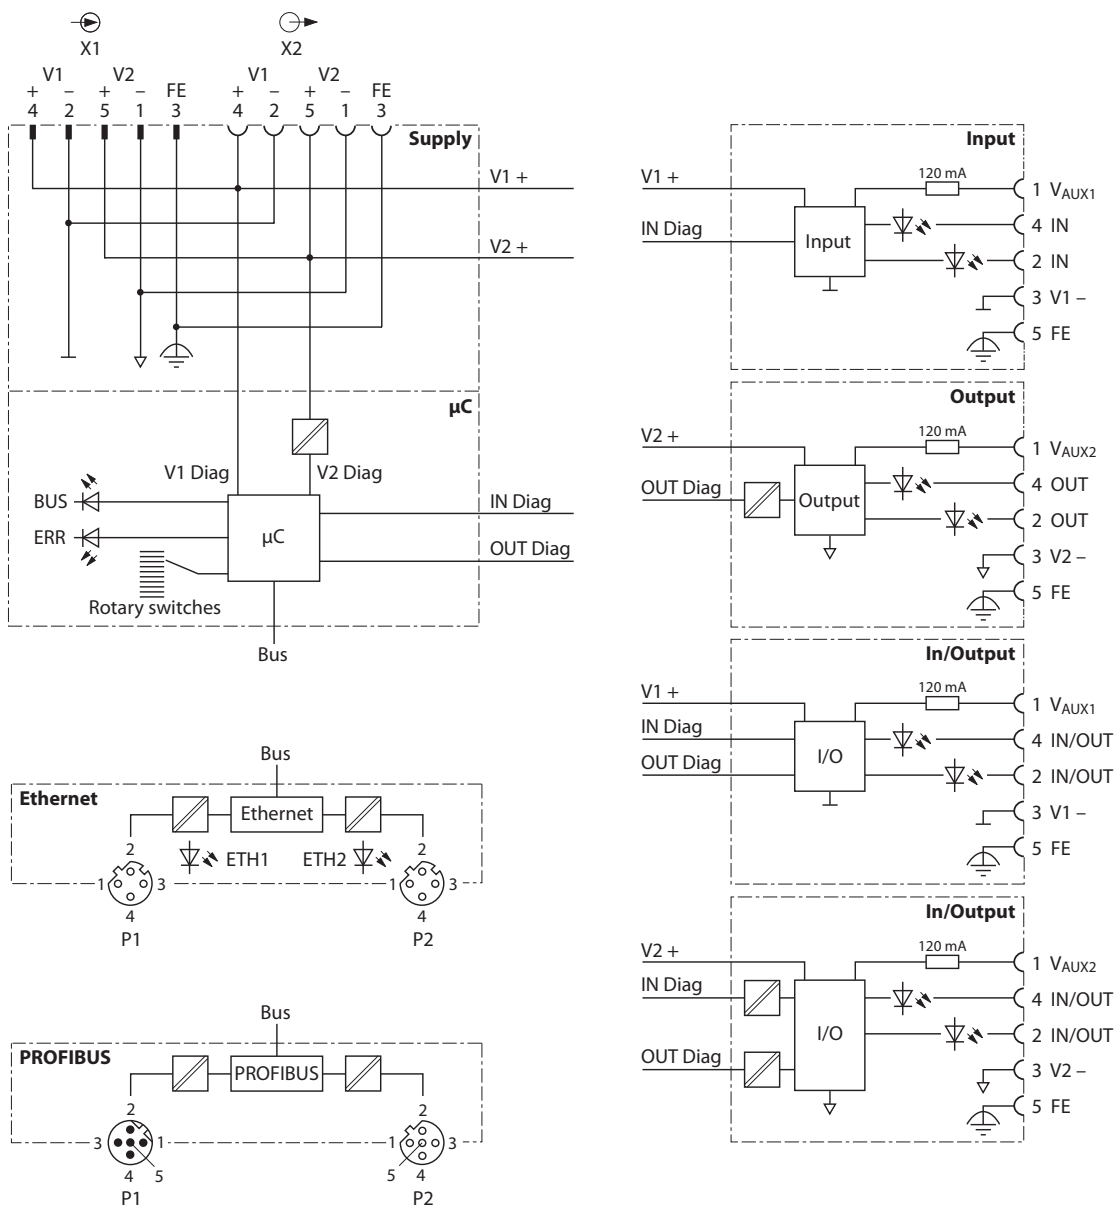 X1
X2
V1 V2
+ – + – FE
4 2 5 1 3
V1 V2
+ – + – FE
4 2 5 1 3
Supply
V1 +
V2 +
µC
V1 Diag
V2 Diag
BUS
ERR
µC
IN Diag
OUT Diag
Rotary switches
Bus
Bus
Ethernet
Ethernet
2
ETH1
ETH2
2
1
3
1
3
4
4
P1
P2
Bus
PROFIBUS
PROFIBUS
2
2
3
1
1
3
4
5
5
4
P1
P2
Input
V1 +
120 mA
1 VAUX1
IN Diag
Input
4 IN
2 IN
3 V1 –
5 FE
Output
V2 +
120 mA
1 VAUX2
OUT Diag
Output
4 OUT
2 OUT
3 V2 –
5 FE
In/Output
V1 +
120 mA
1 VAUX1
IN Diag
4 IN/OUT
OUT Diag
I/O
2 IN/OUT
3 V1 –
5 FE
In/Output
V2 +
120 mA
1 VAUX2
IN Diag
4 IN/OUT
I/O
2 IN/OUT
OUT Diag
3 V2 –
5 FE